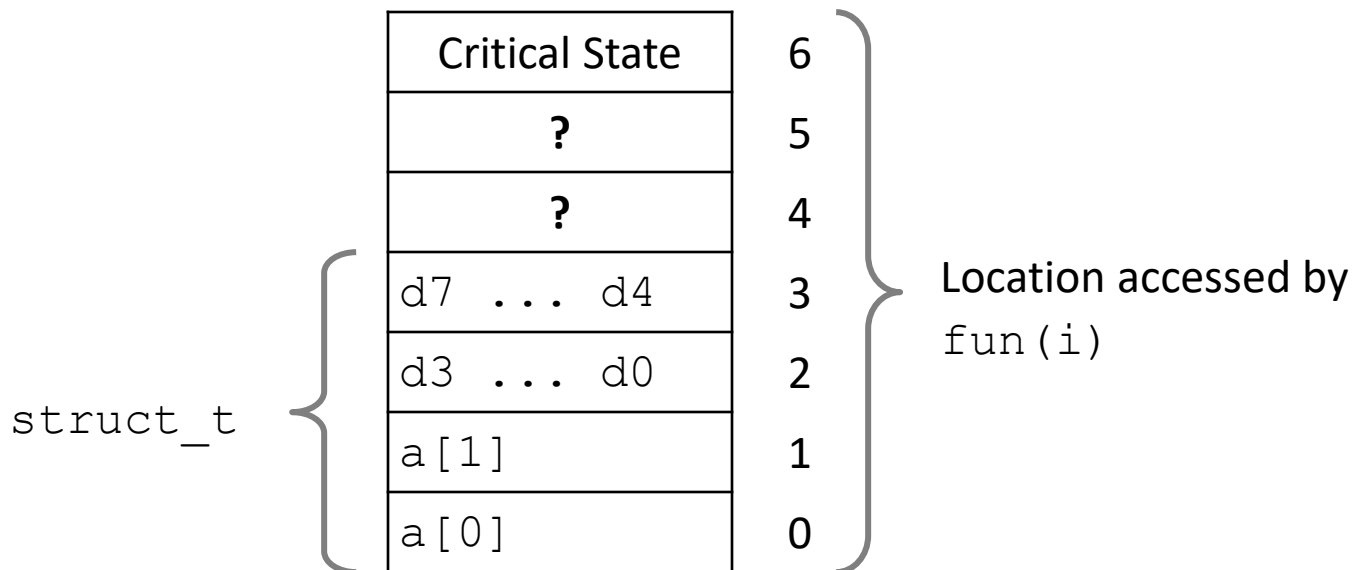 Critical State 6
? 5
? 4
d7 ... d4 3
d3 ... d0 2
a[1] 1
a[0] 0
struct_t
Location accessed by
fun(i)